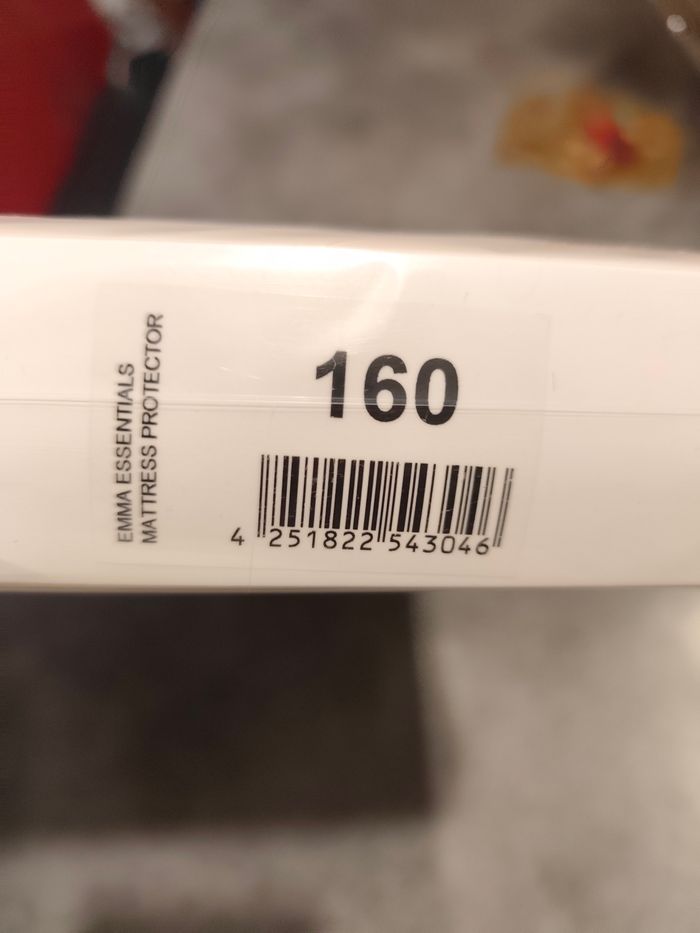 EMMA ESSENTIALS
MATTRESS PROTECTOR
160
4 251822 543046